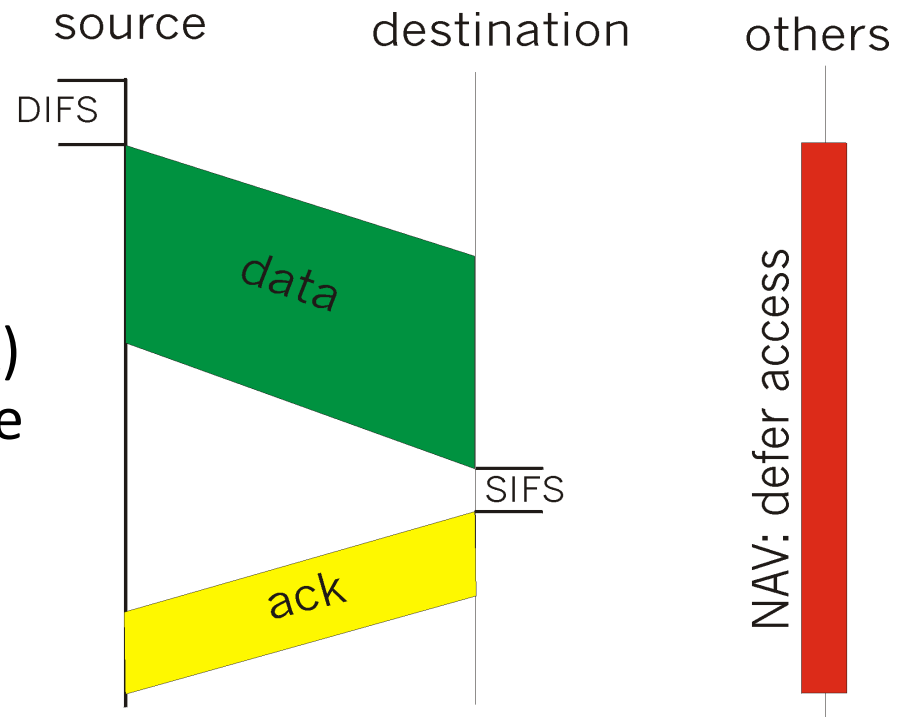 source
destination
others
DIFS
data
)
e
SIFS
ack
NAV: defer access